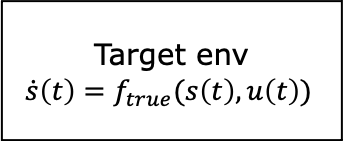 Target env
ṡ(t) = f_true(s(t), u(t))